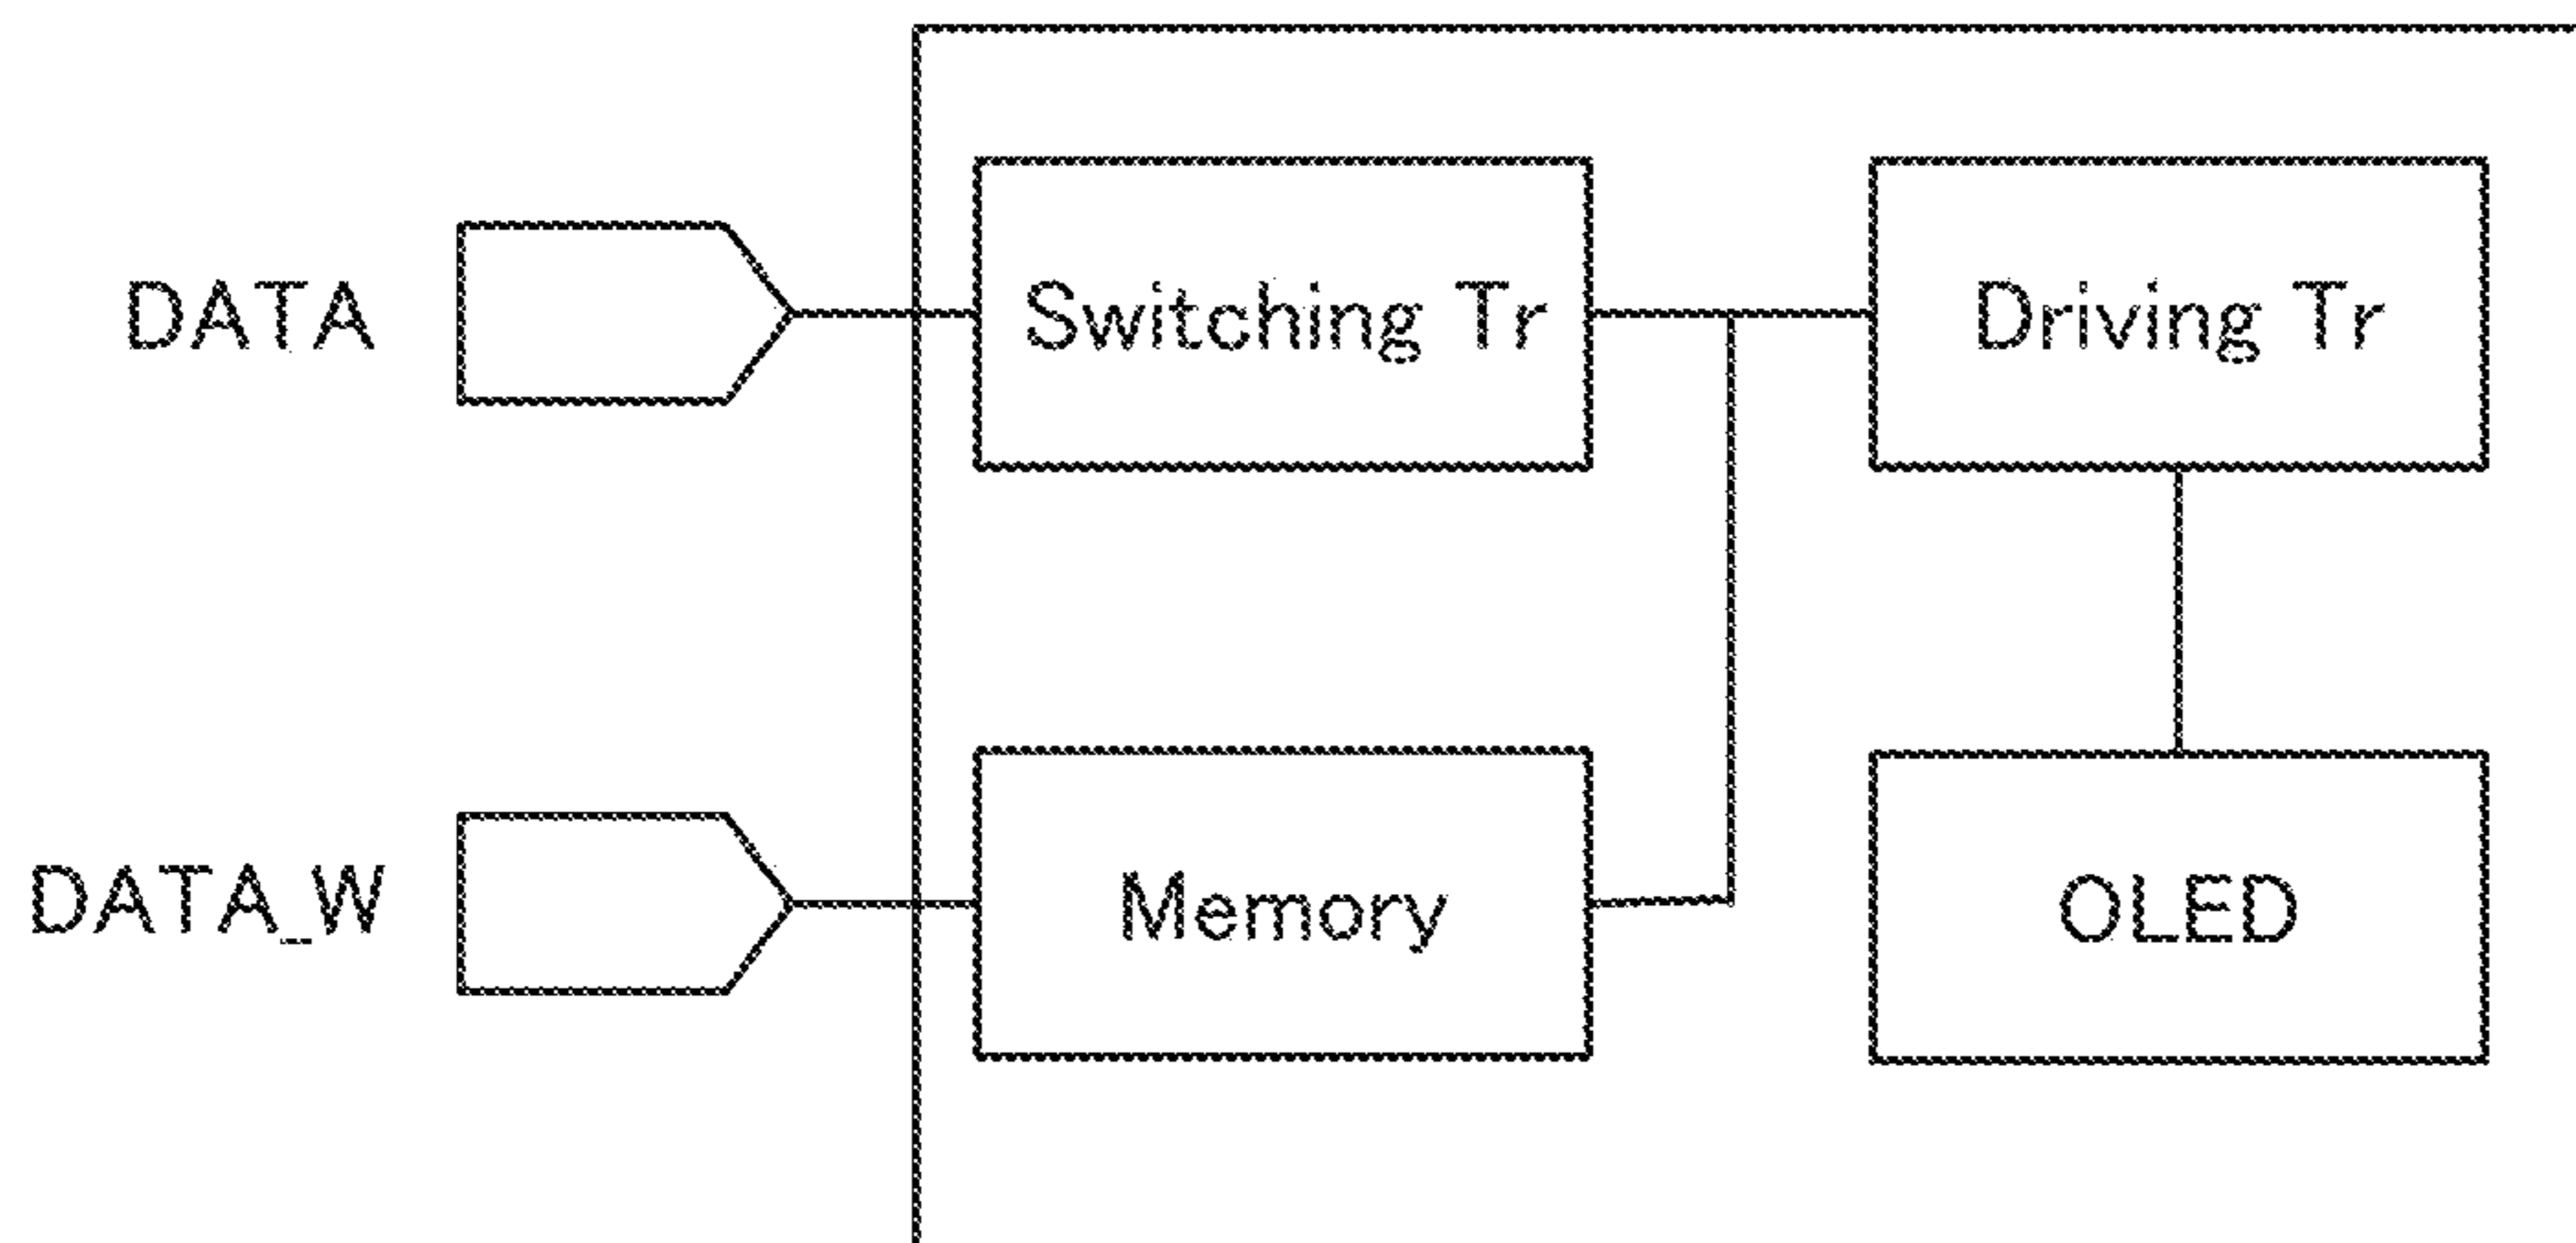 DATA
Switching Tr
Driving Tr
DATA_W
Memory
OLED